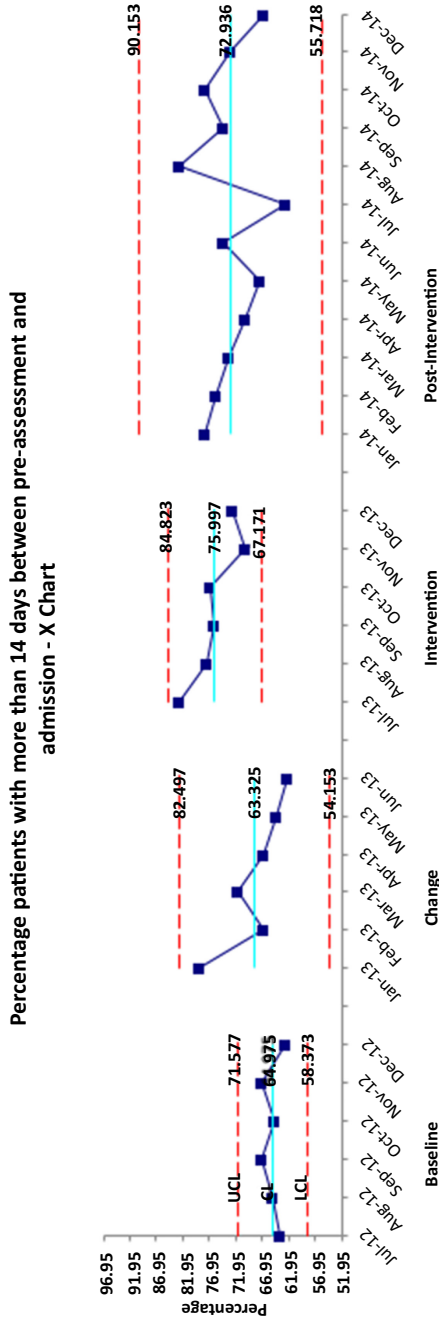 Percentage patients with more than 14 days between pre-assessment and
admission - X Chart
Percentage
96.95
91.95
86.95
81.95
76.95
71.95
66.95
61.95
56.95
51.95
UCL
CL
LCL
71.577
64.975
58.373
82.497
63.325
54.153
84.823
75.997
67.171
90.153
72.936
55.718
Jul-12
Aug-12
Sep-12
Oct-12
Nov-12
Dec-12
Jan-13
Feb-13
Mar-13
Apr-13
May-13
Jun-13
Jul-13
Aug-13
Sep-13
Oct-13
Nov-13
Dec-13
Jan-14
Feb-14
Mar-14
Apr-14
May-14
Jun-14
Jul-14
Aug-14
Sep-14
Oct-14
Nov-14
Dec-14
Baseline
Change
Intervention
Post-Intervention